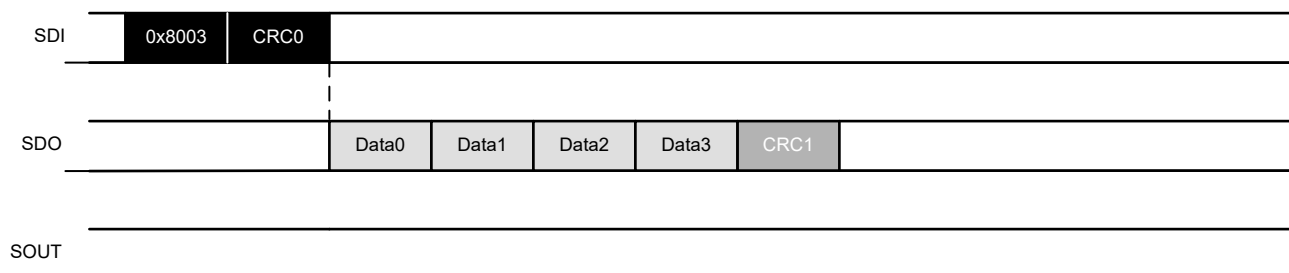 SDI 0x8003 CRC0
SDO Data0 Data1 Data2 Data3 CRC1
SOUT